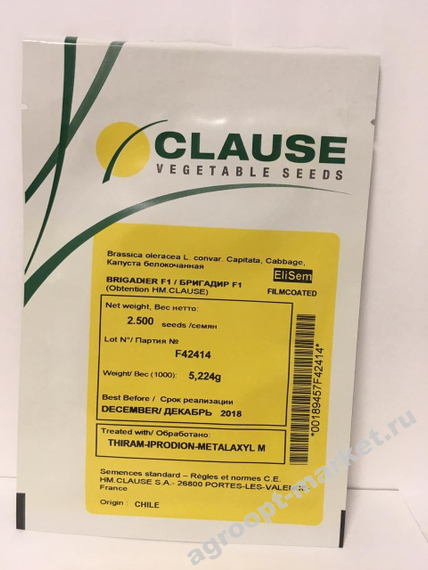 CLAUSE
VEGETABLE SEEDS
Brassica oleracea L. convar. Capitata, Cabbage,
Капуста белокочанная
EliSem
BRIGADIER F1 / БРИГАДИР F1
(Obtention HM.CLAUSE)
FILMCOATED
Net weight, Вес нетто:
2.500 seeds /семян
Lot N°/ Партия №
F42414
Weight/ Вес (1000): 5,224g
Best Before / Срок реализации
DECEMBER/ ДЕКАБРЬ 2018
*00189457F42414*
Treated with/ Обработано:
THIRAM-IPRODION-METALAXYL M
Semences standard – Règles et normes C.E.
HM.CLAUSE S.A.- 26800 PORTES-LES-VALENC
France
Origin : CHILE
agroopt-market.ru